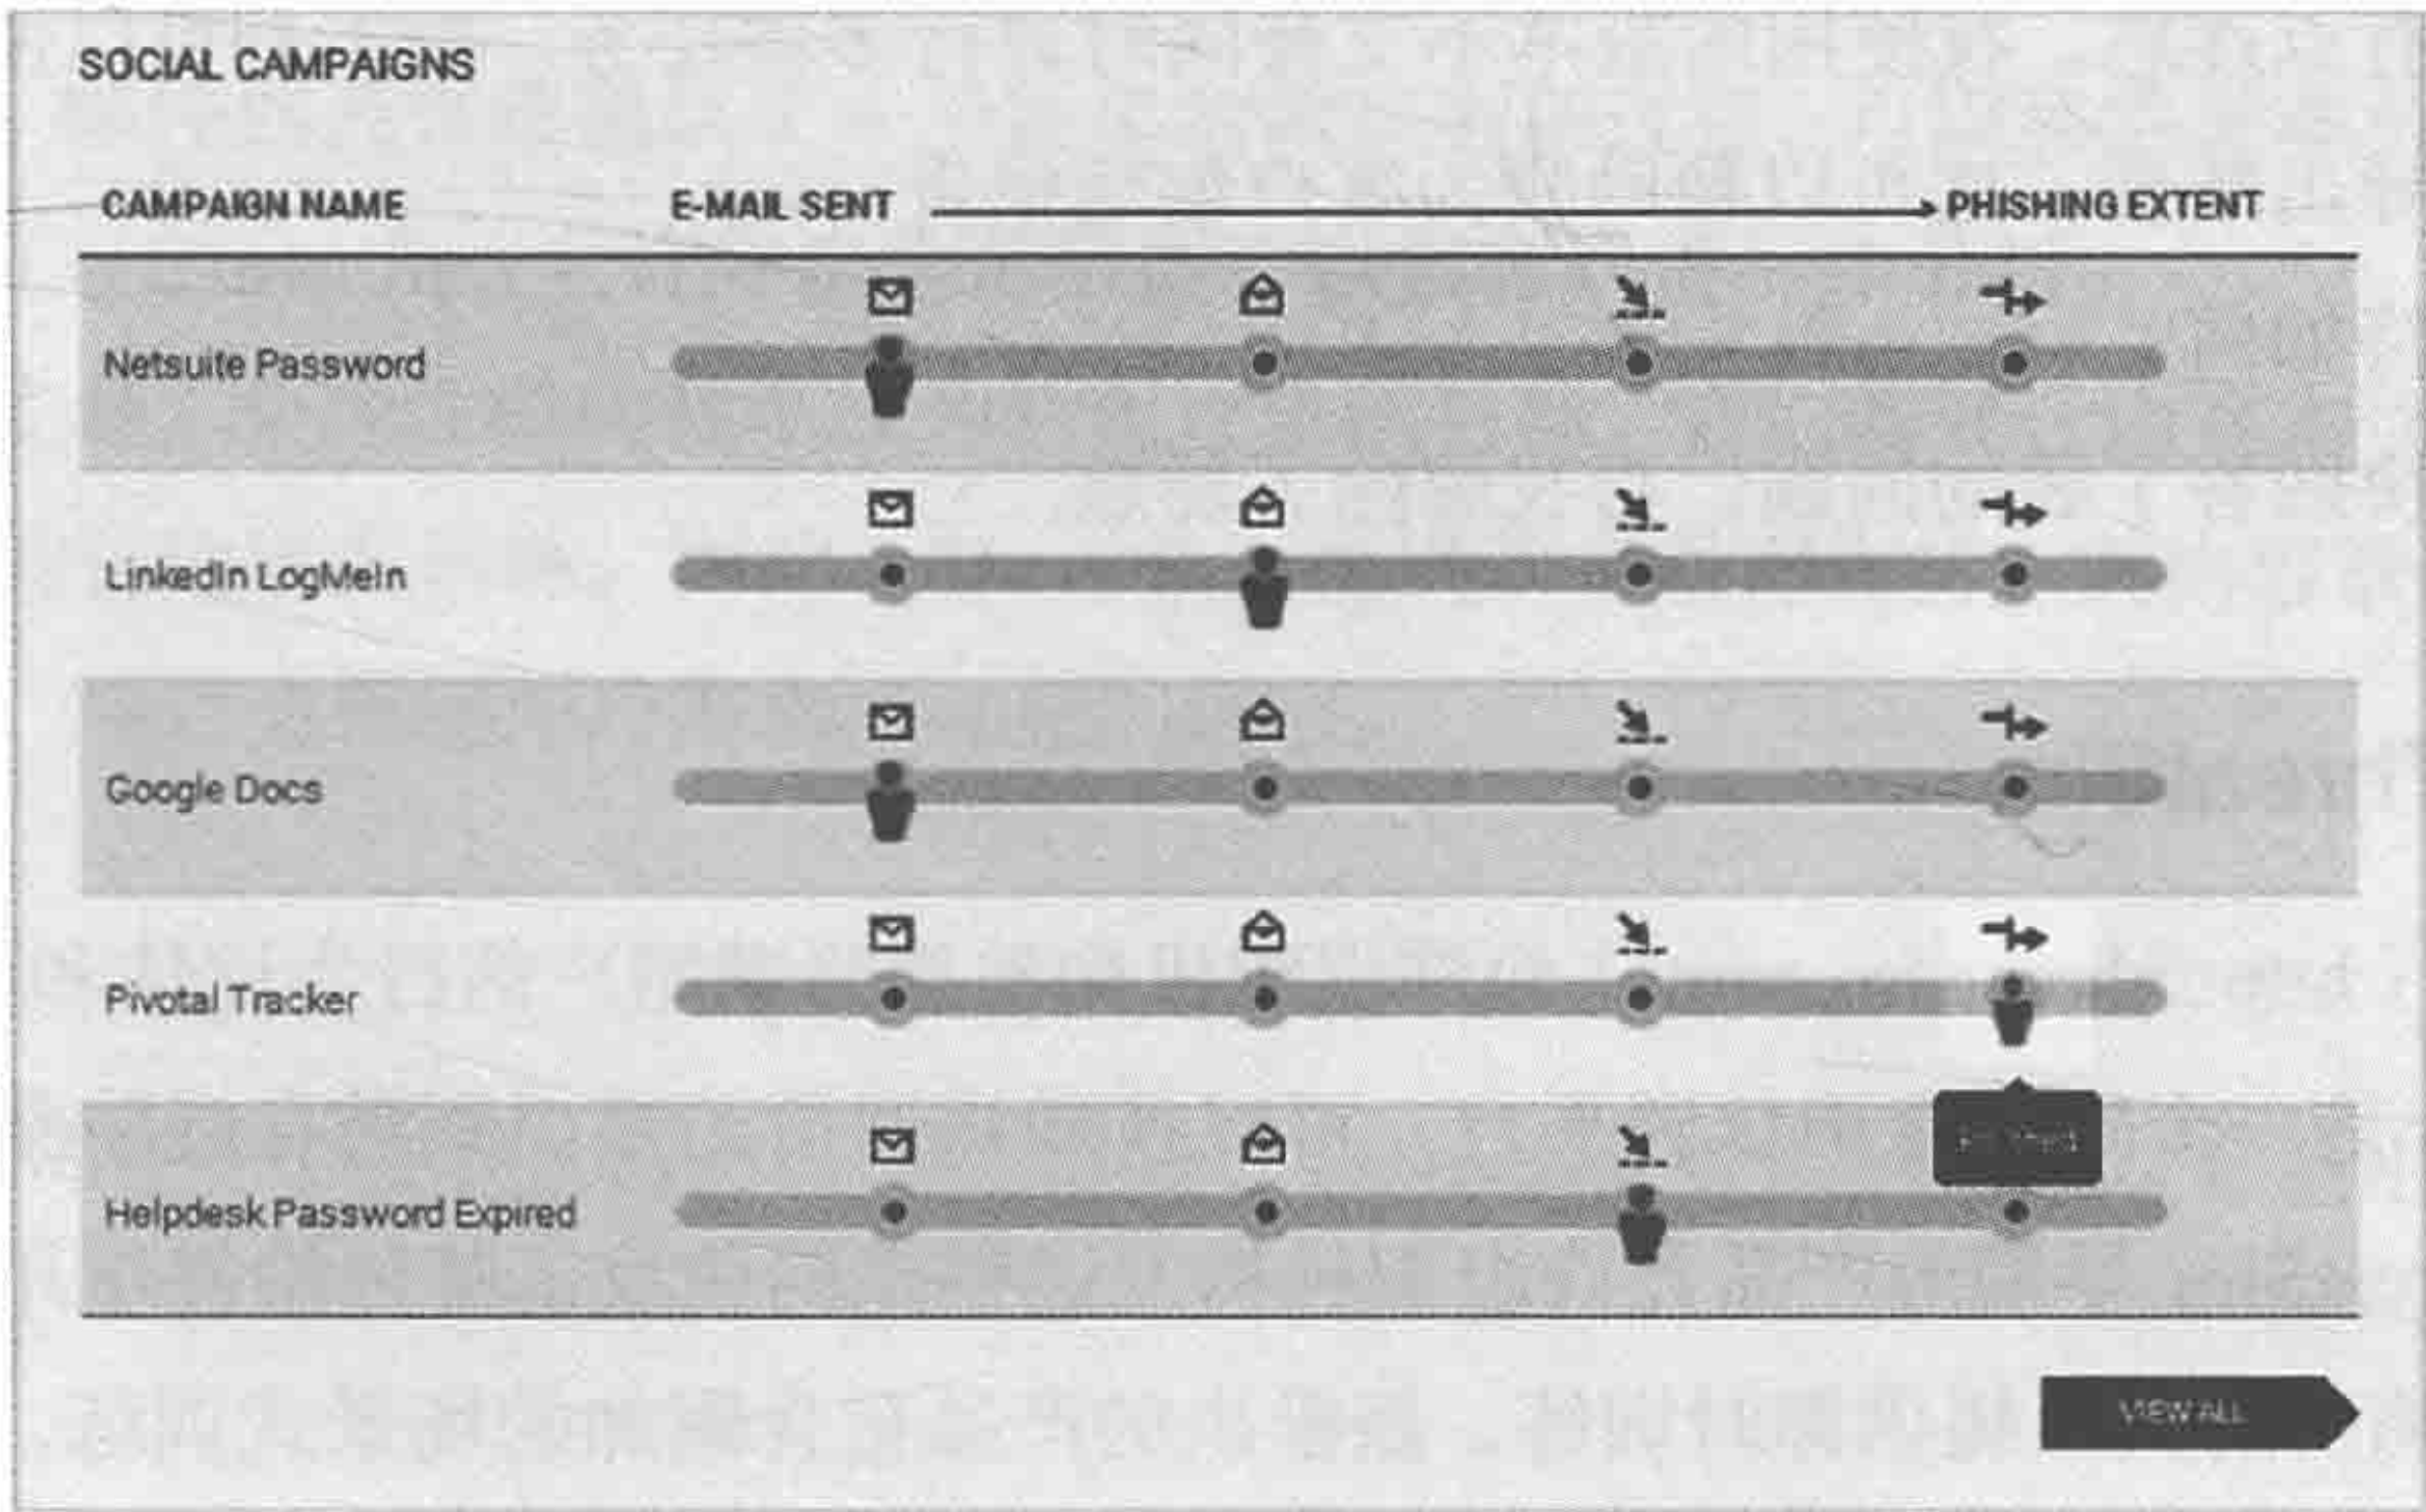 SOCIAL CAMPAIGNS
CAMPAIGN NAME E-MAIL SENT PHISHING EXTENT
Netsuite Password
LinkedIn LogMeIn
Google Docs
Pivotal Tracker
Helpdesk Password Expired
VIEW ALL